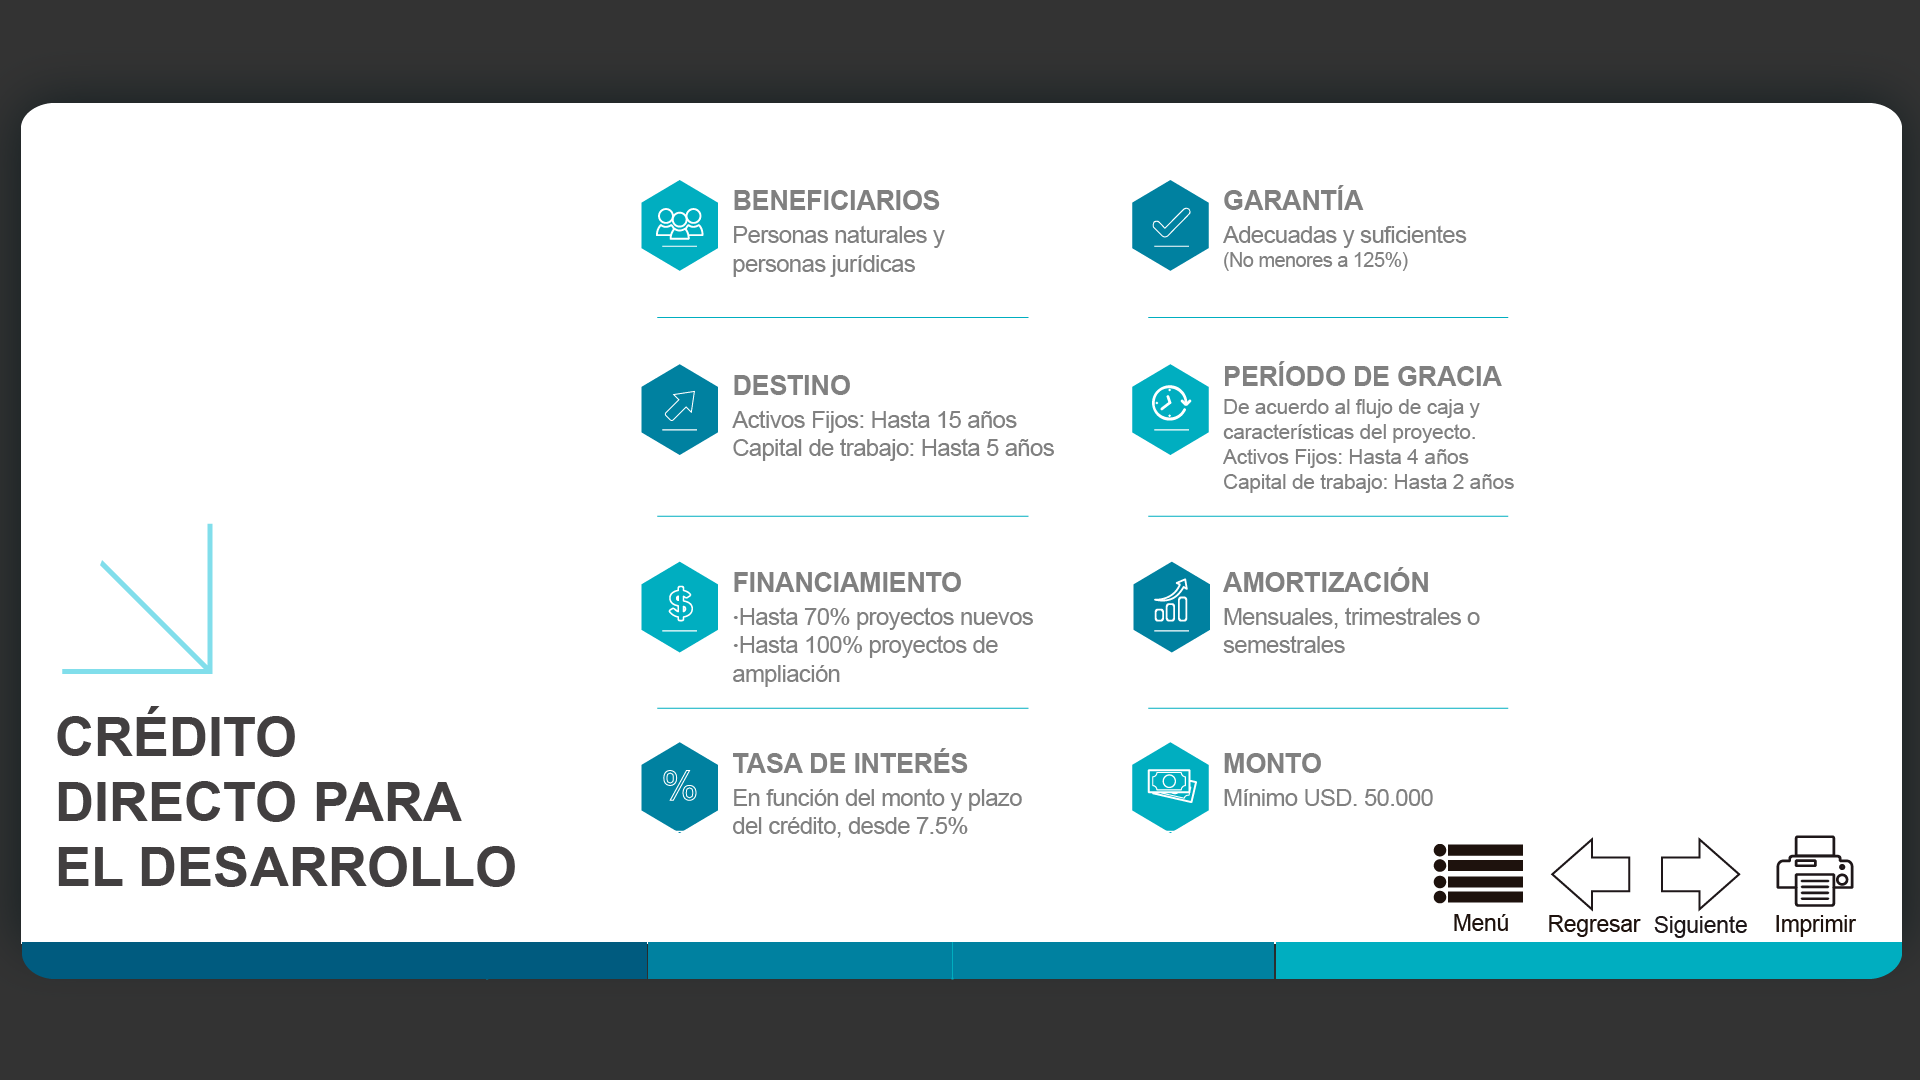 CRÉDITO
DIRECTO PARA
EL DESARROLLO
BENEFICIARIOS
Personas naturales y
personas jurídicas
DESTINO
Activos Fijos: Hasta 15 años
Capital de trabajo: Hasta 5 años
FINANCIAMIENTO
·Hasta 70% proyectos nuevos
·Hasta 100% proyectos de
ampliación
TASA DE INTERÉS
En función del monto y plazo
del crédito, desde 7.5%
GARANTÍA
Adecuadas y suficientes
(No menores a 125%)
PERÍODO DE GRACIA
De acuerdo al flujo de caja y
características del proyecto.
Activos Fijos: Hasta 4 años
Capital de trabajo: Hasta 2 años
AMORTIZACIÓN
Mensuales, trimestrales o
semestrales
MONTO
Mínimo USD. 50.000
Menú
Regresar
Siguiente
Imprimir